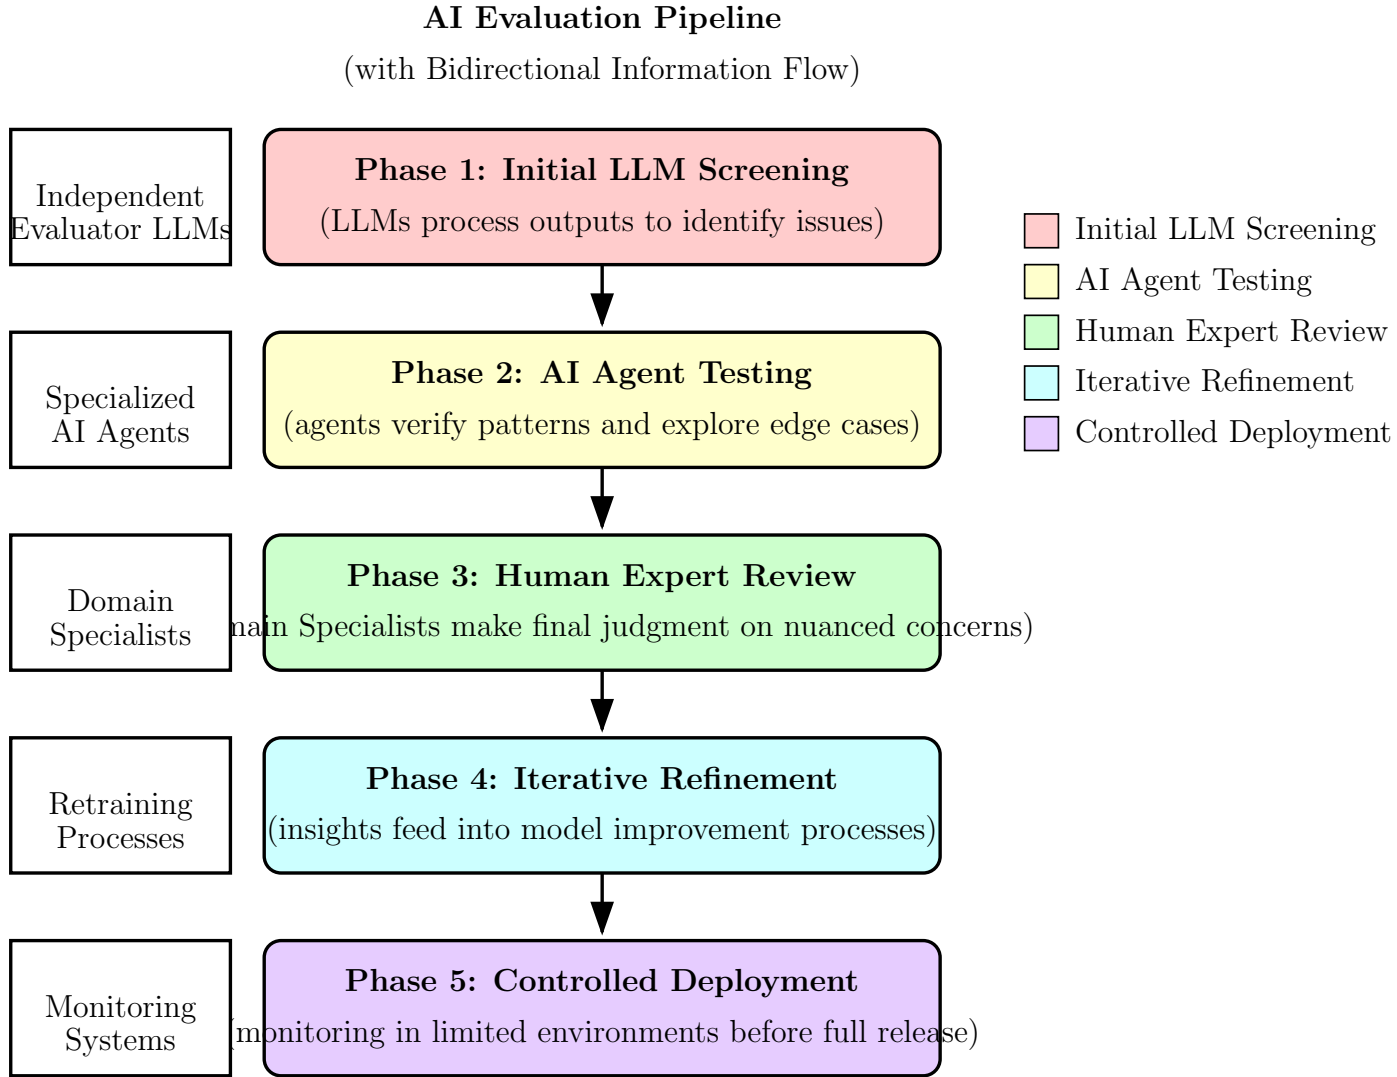 AI Evaluation Pipeline
(with Bidirectional Information Flow)
Independent
Evaluator LLMs
Phase 1: Initial LLM Screening
(LLMs process outputs to identify issues)
Specialized
AI Agents
Phase 2: AI Agent Testing
(agents verify patterns and explore edge cases)
Domain
Specialists
Phase 3: Human Expert Review
Specialists make final judgment on nuanced concerns)
Retraining
Processes
Phase 4: Iterative Refinement
(insights feed into model improvement processes)
Monitoring
Systems
Phase 5: Controlled Deployment
(monitoring in limited environments before full release)
Initial LLM Screening
AI Agent Testing
Human Expert Review
Iterative Refinement
Controlled Deployment